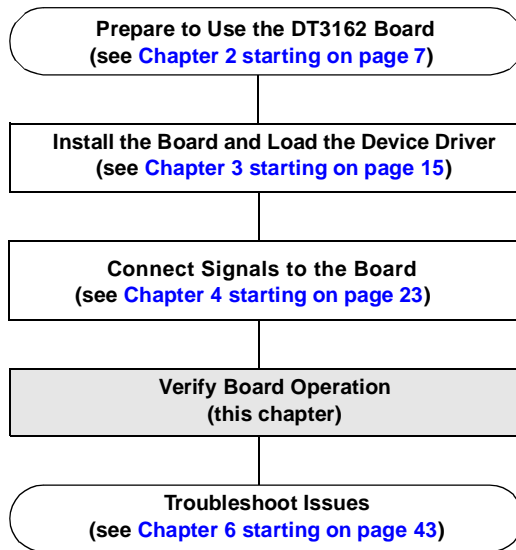 Prepare to Use the DT3162 Board
(see Chapter 2 starting on page 7)
Install the Board and Load the Device Driver
(see Chapter 3 starting on page 15)
Connect Signals to the Board
(see Chapter 4 starting on page 23)
Verify Board Operation
(this chapter)
Troubleshoot Issues
(see Chapter 6 starting on page 43)